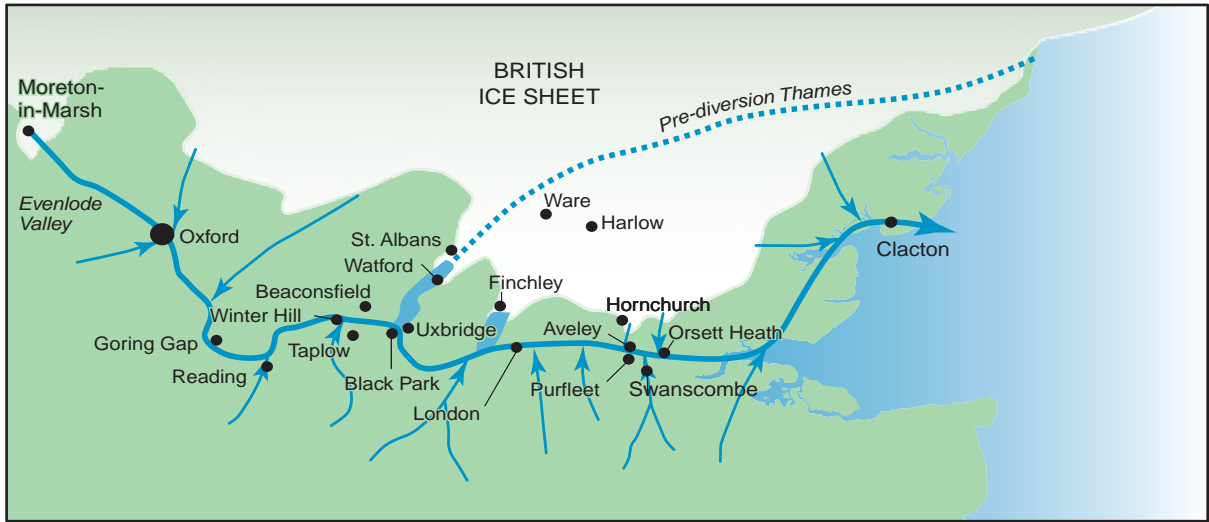 Moreton-
in-Marsh
BRITISH
ICE SHEET
Pre-diversion Thames
Evenlode
Valley
Oxford
Ware
Harlow
St. Albans
Watford
Clacton
Beaconsfield
Finchley
Winter Hill
Hornchurch
Uxbridge
Aveley
Orsett Heath
Goring Gap
Taplow
Reading
Black Park
Purfleet
Swanscombe
London